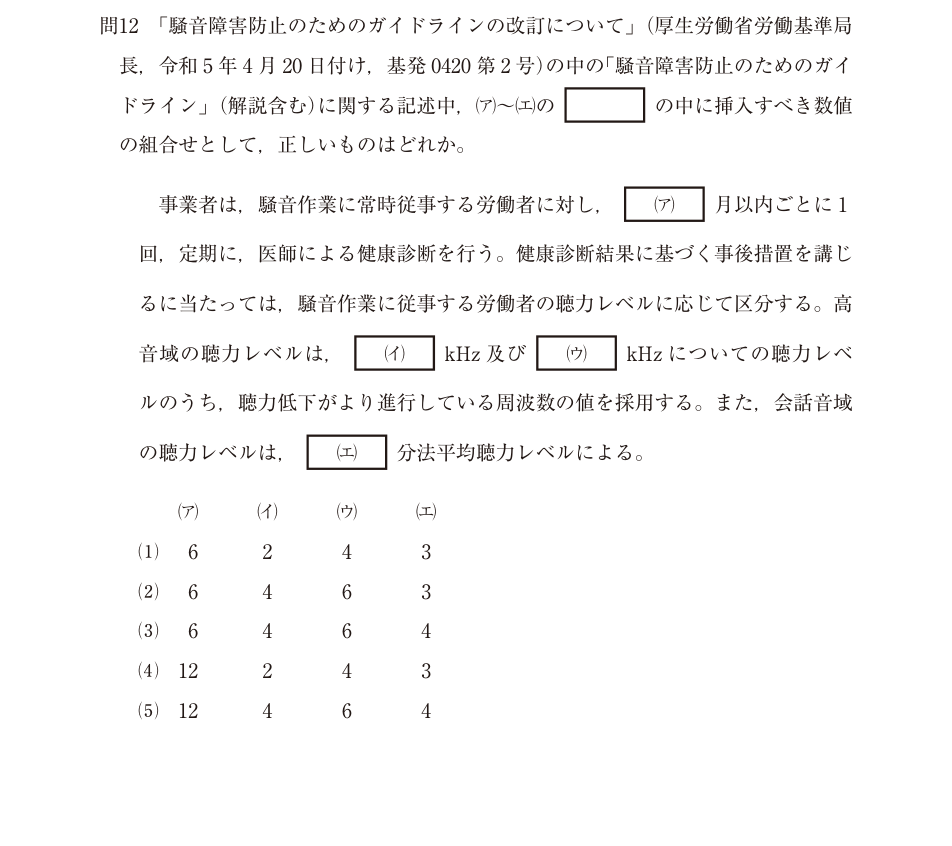 問12 「騒音障害防止のためのガイドラインの改訂について」(厚生労働省労働基準局
長，令和5年4月20日付け，基発0420第2号)の中の「騒音障害防止のためのガイ
ドライン」(解説含む)に関する記述中，㋐～㋓の　　　の中に挿入すべき数値
の組合せとして，正しいものはどれか。
事業者は，騒音作業に常時従事する労働者に対し，(ア)月以内ごとに1
回，定期に，医師による健康診断を行う。健康診断結果に基づく事後措置を講じ
るに当たっては，騒音作業に従事する労働者の聴力レベルに応じて区分する。高
音域の聴力レベルは，(イ)kHz及び(ウ)kHzについての聴力レベ
ルのうち，聴力低下がより進行している周波数の値を採用する。また，会話音域
の聴力レベルは，(エ)分法平均聴力レベルによる。
(ア) (イ) (ウ) (エ)
(1) 6 2 4 3
(2) 6 4 6 3
(3) 6 4 6 4
(4) 12 2 4 3
(5) 12 4 6 4